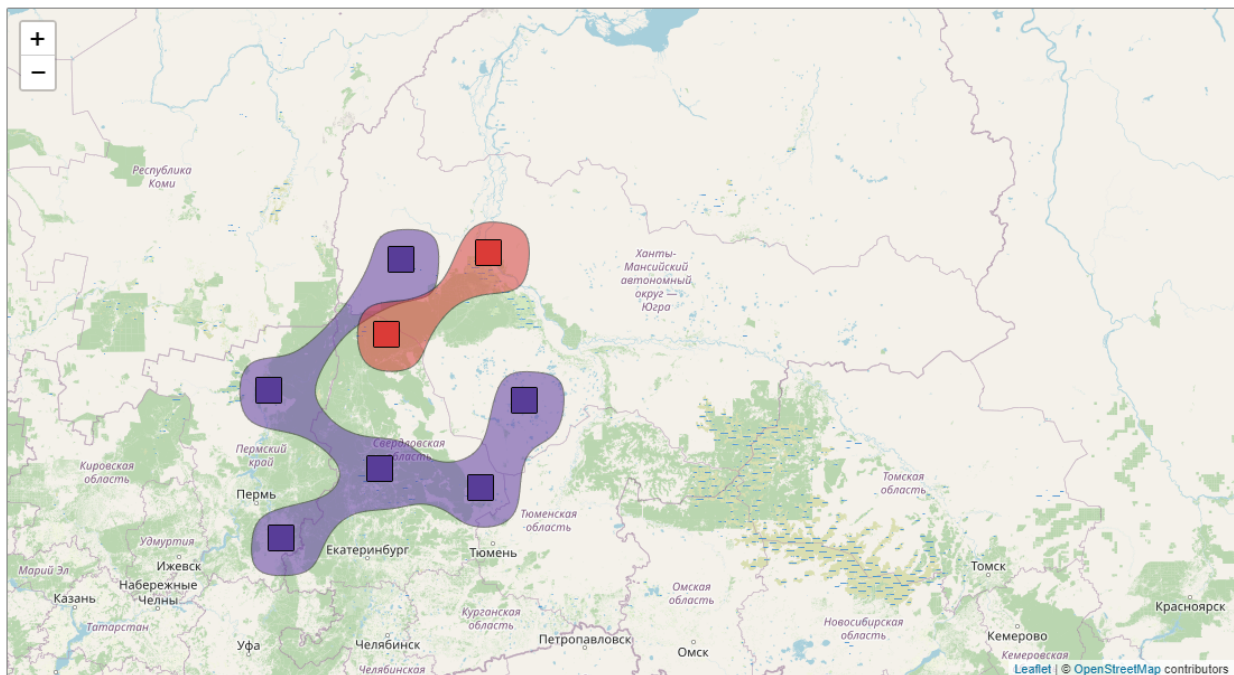 +
−
Республика
Коми
Ханты-
Мансийский
автономный
округ —
Югра
Свердловская
область
Пермский
край
Кировская
область
Пермь
Томская
область
Тюменская
область
Удмуртия
Екатеринбург
Тюмень
Ижевск
Марий Эл
Набережные
Челны
Казань
Омская
область
Томск
Красноярск
Татарстан
Курганская
область
Новосибирская
область
Уфа
Челябинск
Петропавловск
Омск
Кемерово
Челябинская
Кемеровская
Leaflet | © OpenStreetMap contributors